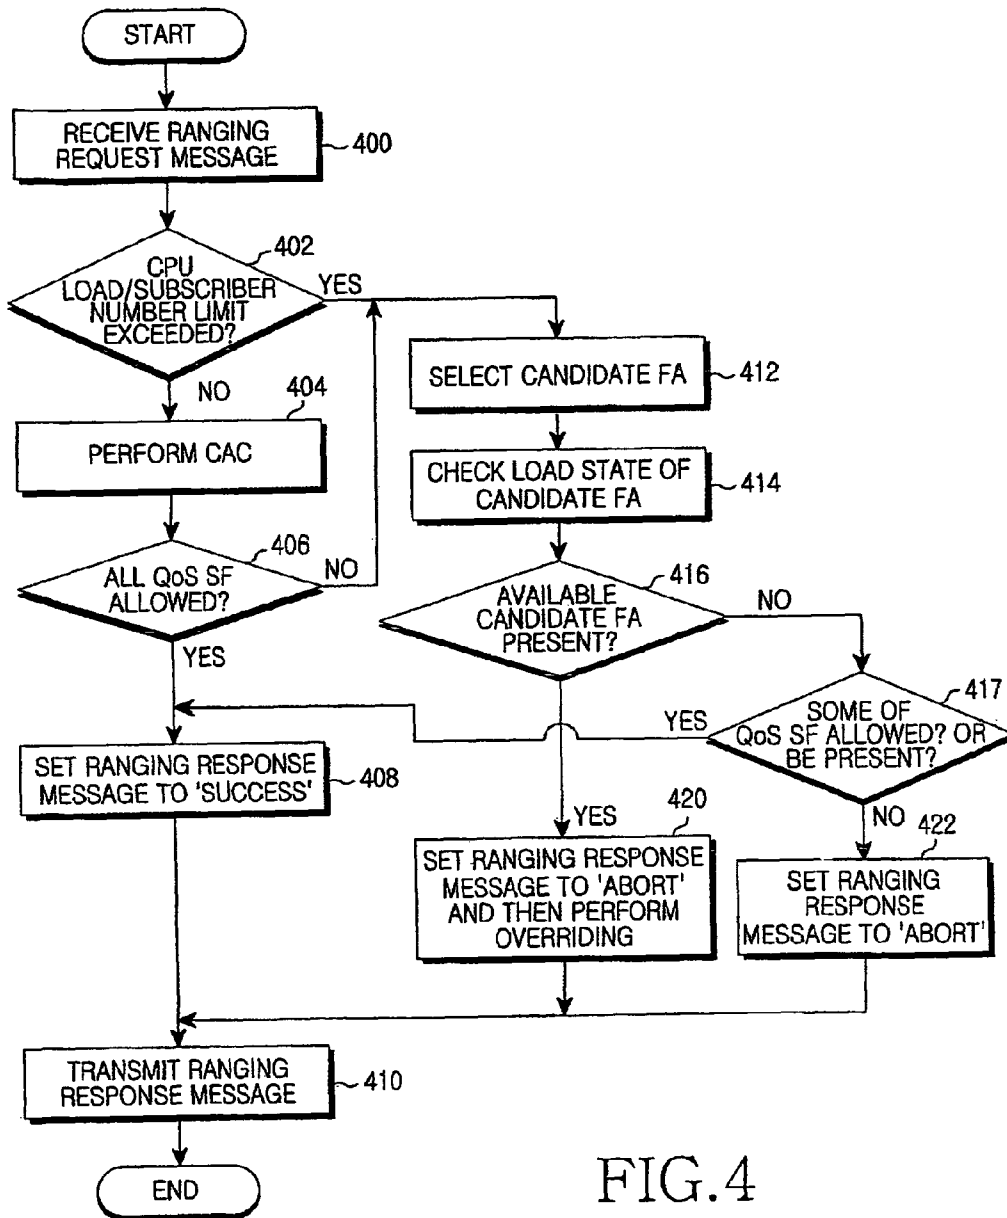 START
RECEIVE RANGING
REQUEST MESSAGE
400
402
CPU
LOAD/SUBSCRIBER
NUMBER LIMIT
EXCEEDED?
YES
NO
404
PERFORM CAC
406
ALL QoS SF
ALLOWED?
NO
YES
SET RANGING RESPONSE
MESSAGE TO 'SUCCESS'
408
TRANSMIT RANGING
RESPONSE MESSAGE
410
END
SELECT CANDIDATE FA
412
CHECK LOAD STATE OF
CANDIDATE FA
414
416
AVAILABLE
CANDIDATE FA
PRESENT?
NO
YES
417
SOME OF
QoS SF ALLOWED? OR
BE PRESENT?
YES
NO
420
SET RANGING RESPONSE
MESSAGE TO 'ABORT'
AND THEN PERFORM
OVERRIDING
422
SET RANGING
RESPONSE
MESSAGE TO 'ABORT'
FIG.4